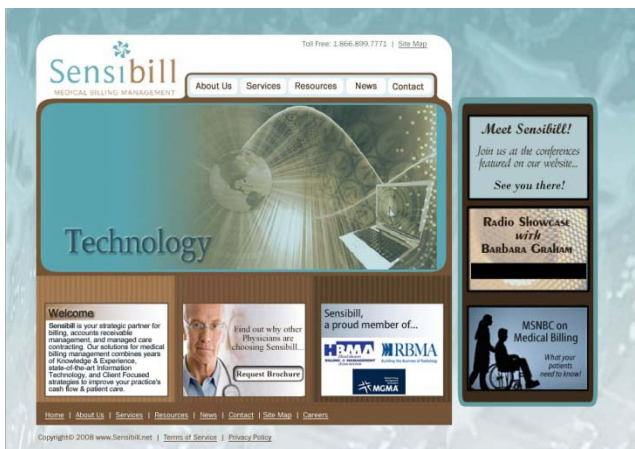 Toll Free: 1.866.899.7771 | Site Map
Sensibill
MEDICAL BILLING MANAGEMENT
About Us Services Resources News Contact
Technology
Meet Sensibill!
Join us at the conferences
featured on our website...
See you there!
Radio Showcase
with
Barbara Graham
MSNBC on
Medical Billing
What your
patients
need to know!
Welcome
Sensibill is your strategic partner for
billing, accounts receivable
management, and managed care
contracting. Our solutions for medical
billing management combines years
of Knowledge & Experience,
state-of-the-art Information
Technology, and Client Focused
strategies to improve your practice's
cash flow & patient care.
Find out why other
Physicians are
choosing Sensibill...
Request Brochure
Sensibill,
a proud member of...
HBMA
RBMA
Building the Business of Radiology
MGMA
Home | About Us | Services | Resources | News | Contact | Site Map | Careers
Copyright© 2008 www.Sensibill.net | Terms of Service | Privacy Policy